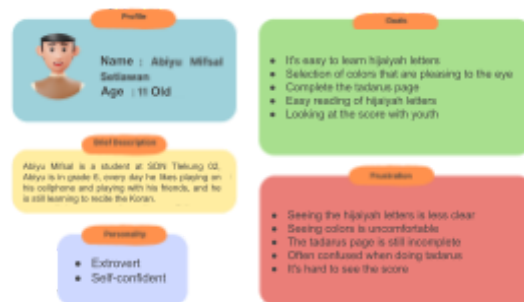 Profile
Name : Abiyu Mifsal
Setiawan
Age : 11 Old
Brief Description
Abiyu Mifsal is a student at SDN Tlekung 02,
Abiyu is in grade 6, every day he likes playing on
his cellphone and playing with his friends, and he
is still learning to recite the Koran.
Personality
Extrovert
Self-confident
Goals
It's easy to learn hijaiyah letters
Selection of colors that are pleasing to the eye
Complete the tadarus page
Easy reading of hijaiyah letters
Looking at the score with youth
Frustration
Seeing the hijaiyah letters is less clear
Seeing colors is uncomfortable
The tadarus page is still incomplete
Often confused when doing tadarus
It's hard to see the score